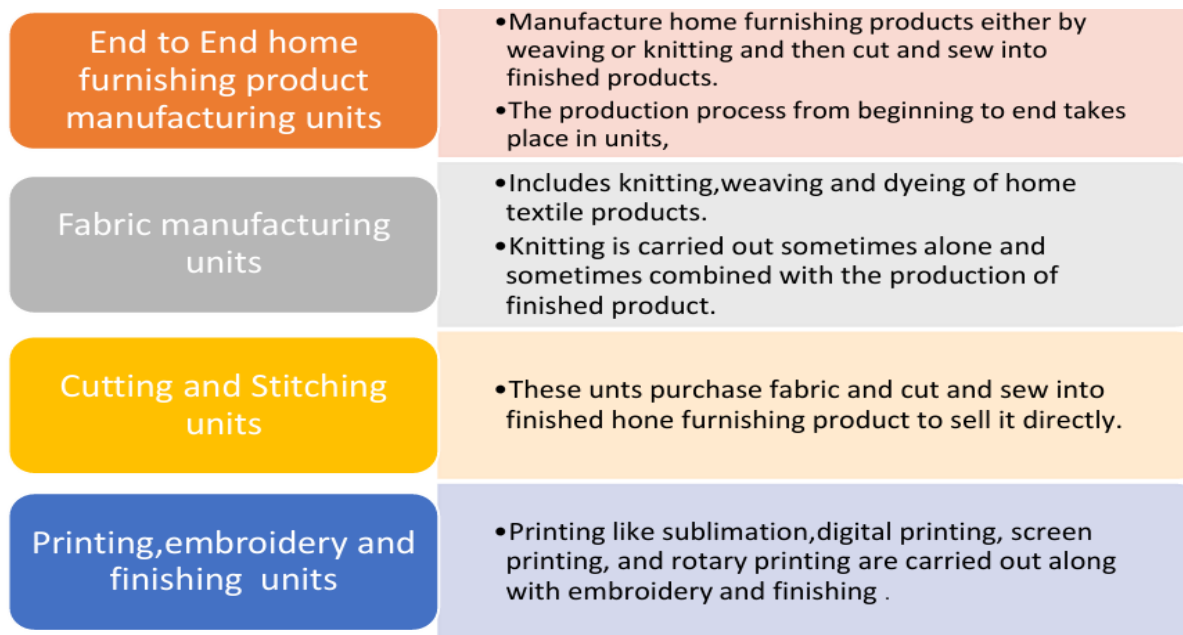 End to End home
furnishing product
manufacturing units
•Manufacture home furnishing products either by
weaving or knitting and then cut and sew into
finished products.
•The production process from beginning to end takes
place in units,
Fabric manufacturing
units
•Includes knitting,weaving and dyeing of home
textile products.
•Knitting is carried out sometimes alone and
sometimes combined with the production of
finished product.
Cutting and Stitching
units
•These unts purchase fabric and cut and sew into
finished hone furnishing product to sell it directly.
Printing,embroidery and
finishing units
•Printing like sublimation,digital printing, screen
printing, and rotary printing are carried out along
with embroidery and finishing .